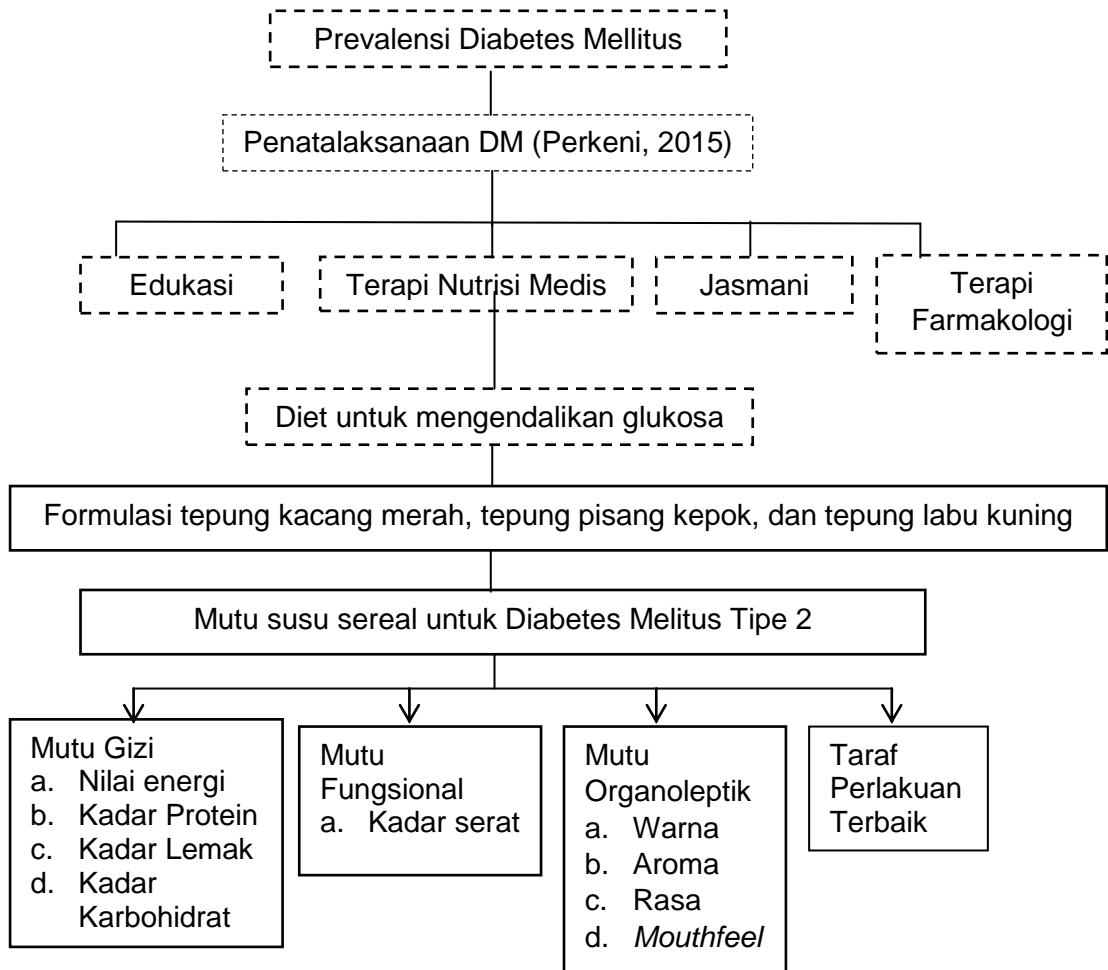 Prevalensi Diabetes Mellitus
Penatalaksanaan DM (Perkeni, 2015)
Edukasi
Terapi Nutrisi Medis
Jasmani
Terapi
Farmakologi
Diet untuk mengendalikan glukosa
Formulasi tepung kacang merah, tepung pisang kepok, dan tepung labu kuning
Mutu susu sereal untuk Diabetes Melitus Tipe 2
Mutu Gizi
a. Nilai energi
b. Kadar Protein
c. Kadar Lemak
d. Kadar
Karbohidrat
Mutu
Fungsional
a. Kadar serat
Mutu
Organoleptik
a. Warna
b. Aroma
c. Rasa
d. Mouthfeel
Taraf
Perlakuan
Terbaik